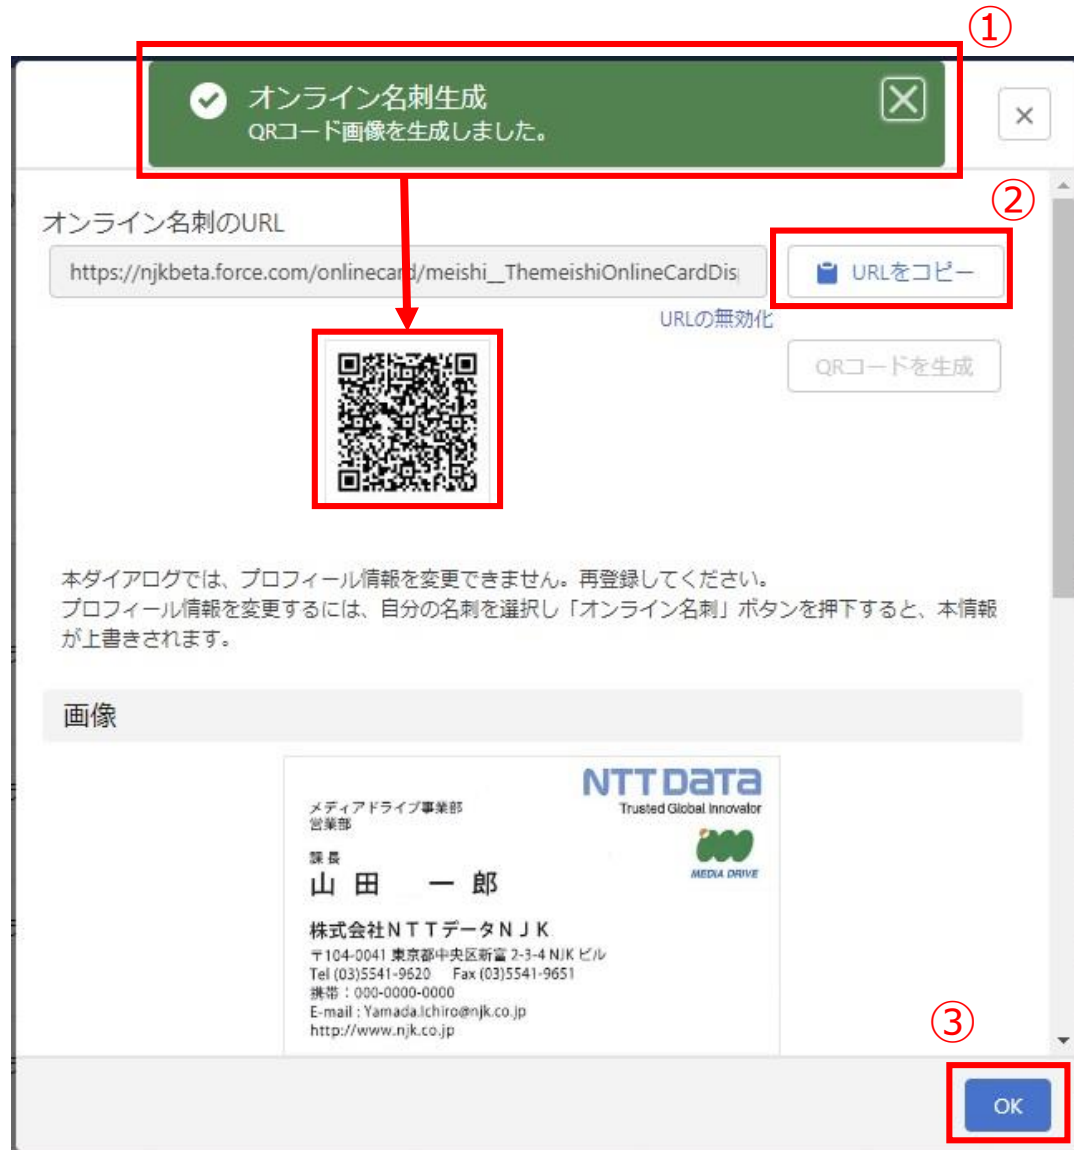 ①
オンライン名刺生成
QRコード画像を生成しました。
②
オンライン名刺のURL
https://njkbeta.force.com/onlinecard/meishi__ThemeishiOnlineCardDis
URLをコピー
URLの無効化
QRコードを生成
本ダイアログでは、プロフィール情報を変更できません。再登録してください。
プロフィール情報を変更するには、自分の名刺を選択し「オンライン名刺」ボタンを押下すると、本情報
が上書きされます。
画像
NTT DATA
Trusted Global Innovator
メディアドライブ事業部
営業部
MEDIA DRIVE
課長
山田 一郎
株式会社NTTデータNJK
〒104-0041 東京都中央区新富 2-3-4 NJK ビル
Tel (03)5541-9620 Fax (03)5541-9651
携帯：000-0000-0000
E-mail : Yamada.Ichiro@njk.co.jp
http://www.njk.co.jp
③
OK